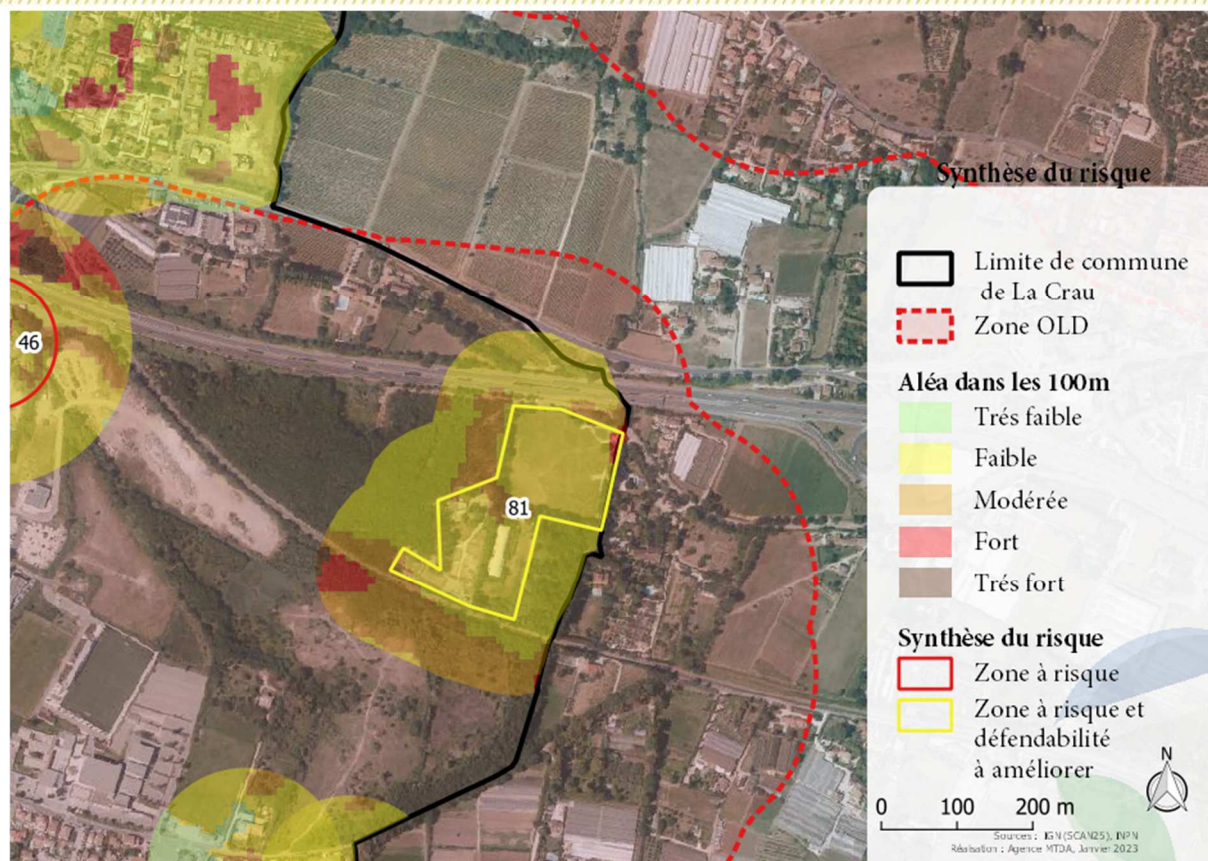 46
81
Synthèse du risque
Limite de commune
de La Crau
Zone OLD
Aléa dans les 100m
Trés faible
Faible
Modérée
Fort
Trés fort
Synthèse du risque
Zone à risque
Zone à risque et
défendabilité
à améliorer
N
0 100 200 m
Sources : IGN (SCAN25), INPN
Réalisation : Agence MTDA, Janvier 2023